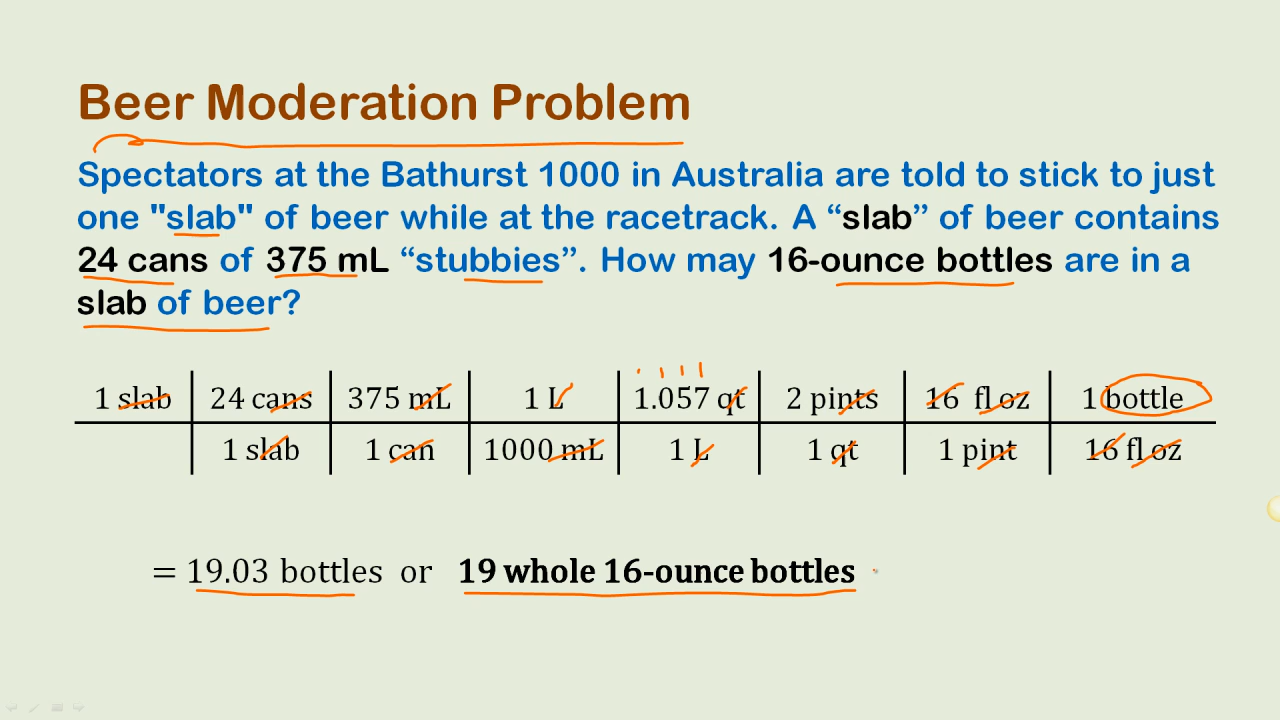 Beer Moderation Problem
Spectators at the Bathurst 1000 in Australia are told to stick to just
one "slab" of beer while at the racetrack. A “slab” of beer contains
24 cans of 375 mL “stubbies”. How may 16-ounce bottles are in a
slab of beer?
1 slab 24 cans 375 mL 1 L 1.057 qt 2 pints 16 fl oz 1 bottle
1 slab 1 can 1000 mL 1 L 1 qt 1 pint 16 fl oz
= 19.03 bottles or 19 whole 16-ounce bottles